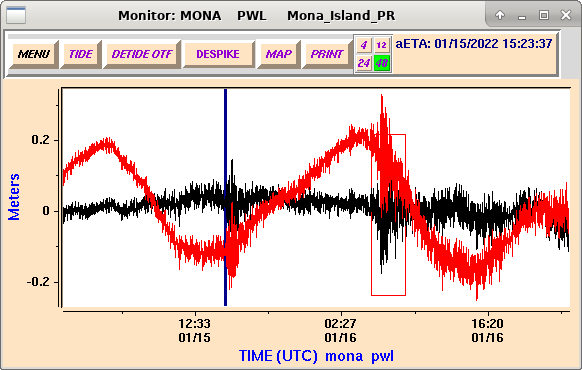 Monitor: MONA PWL Mona_Island_PR
MENU TIDE DETIDE OTF DESPIKE MAP PRINT 4 12 24 48 aETA: 01/15/2022 15:23:37
Meters
0.2
0
-0.2
12:33 02:27 16:20
01/15 01/16 01/16
TIME (UTC) mona pwl